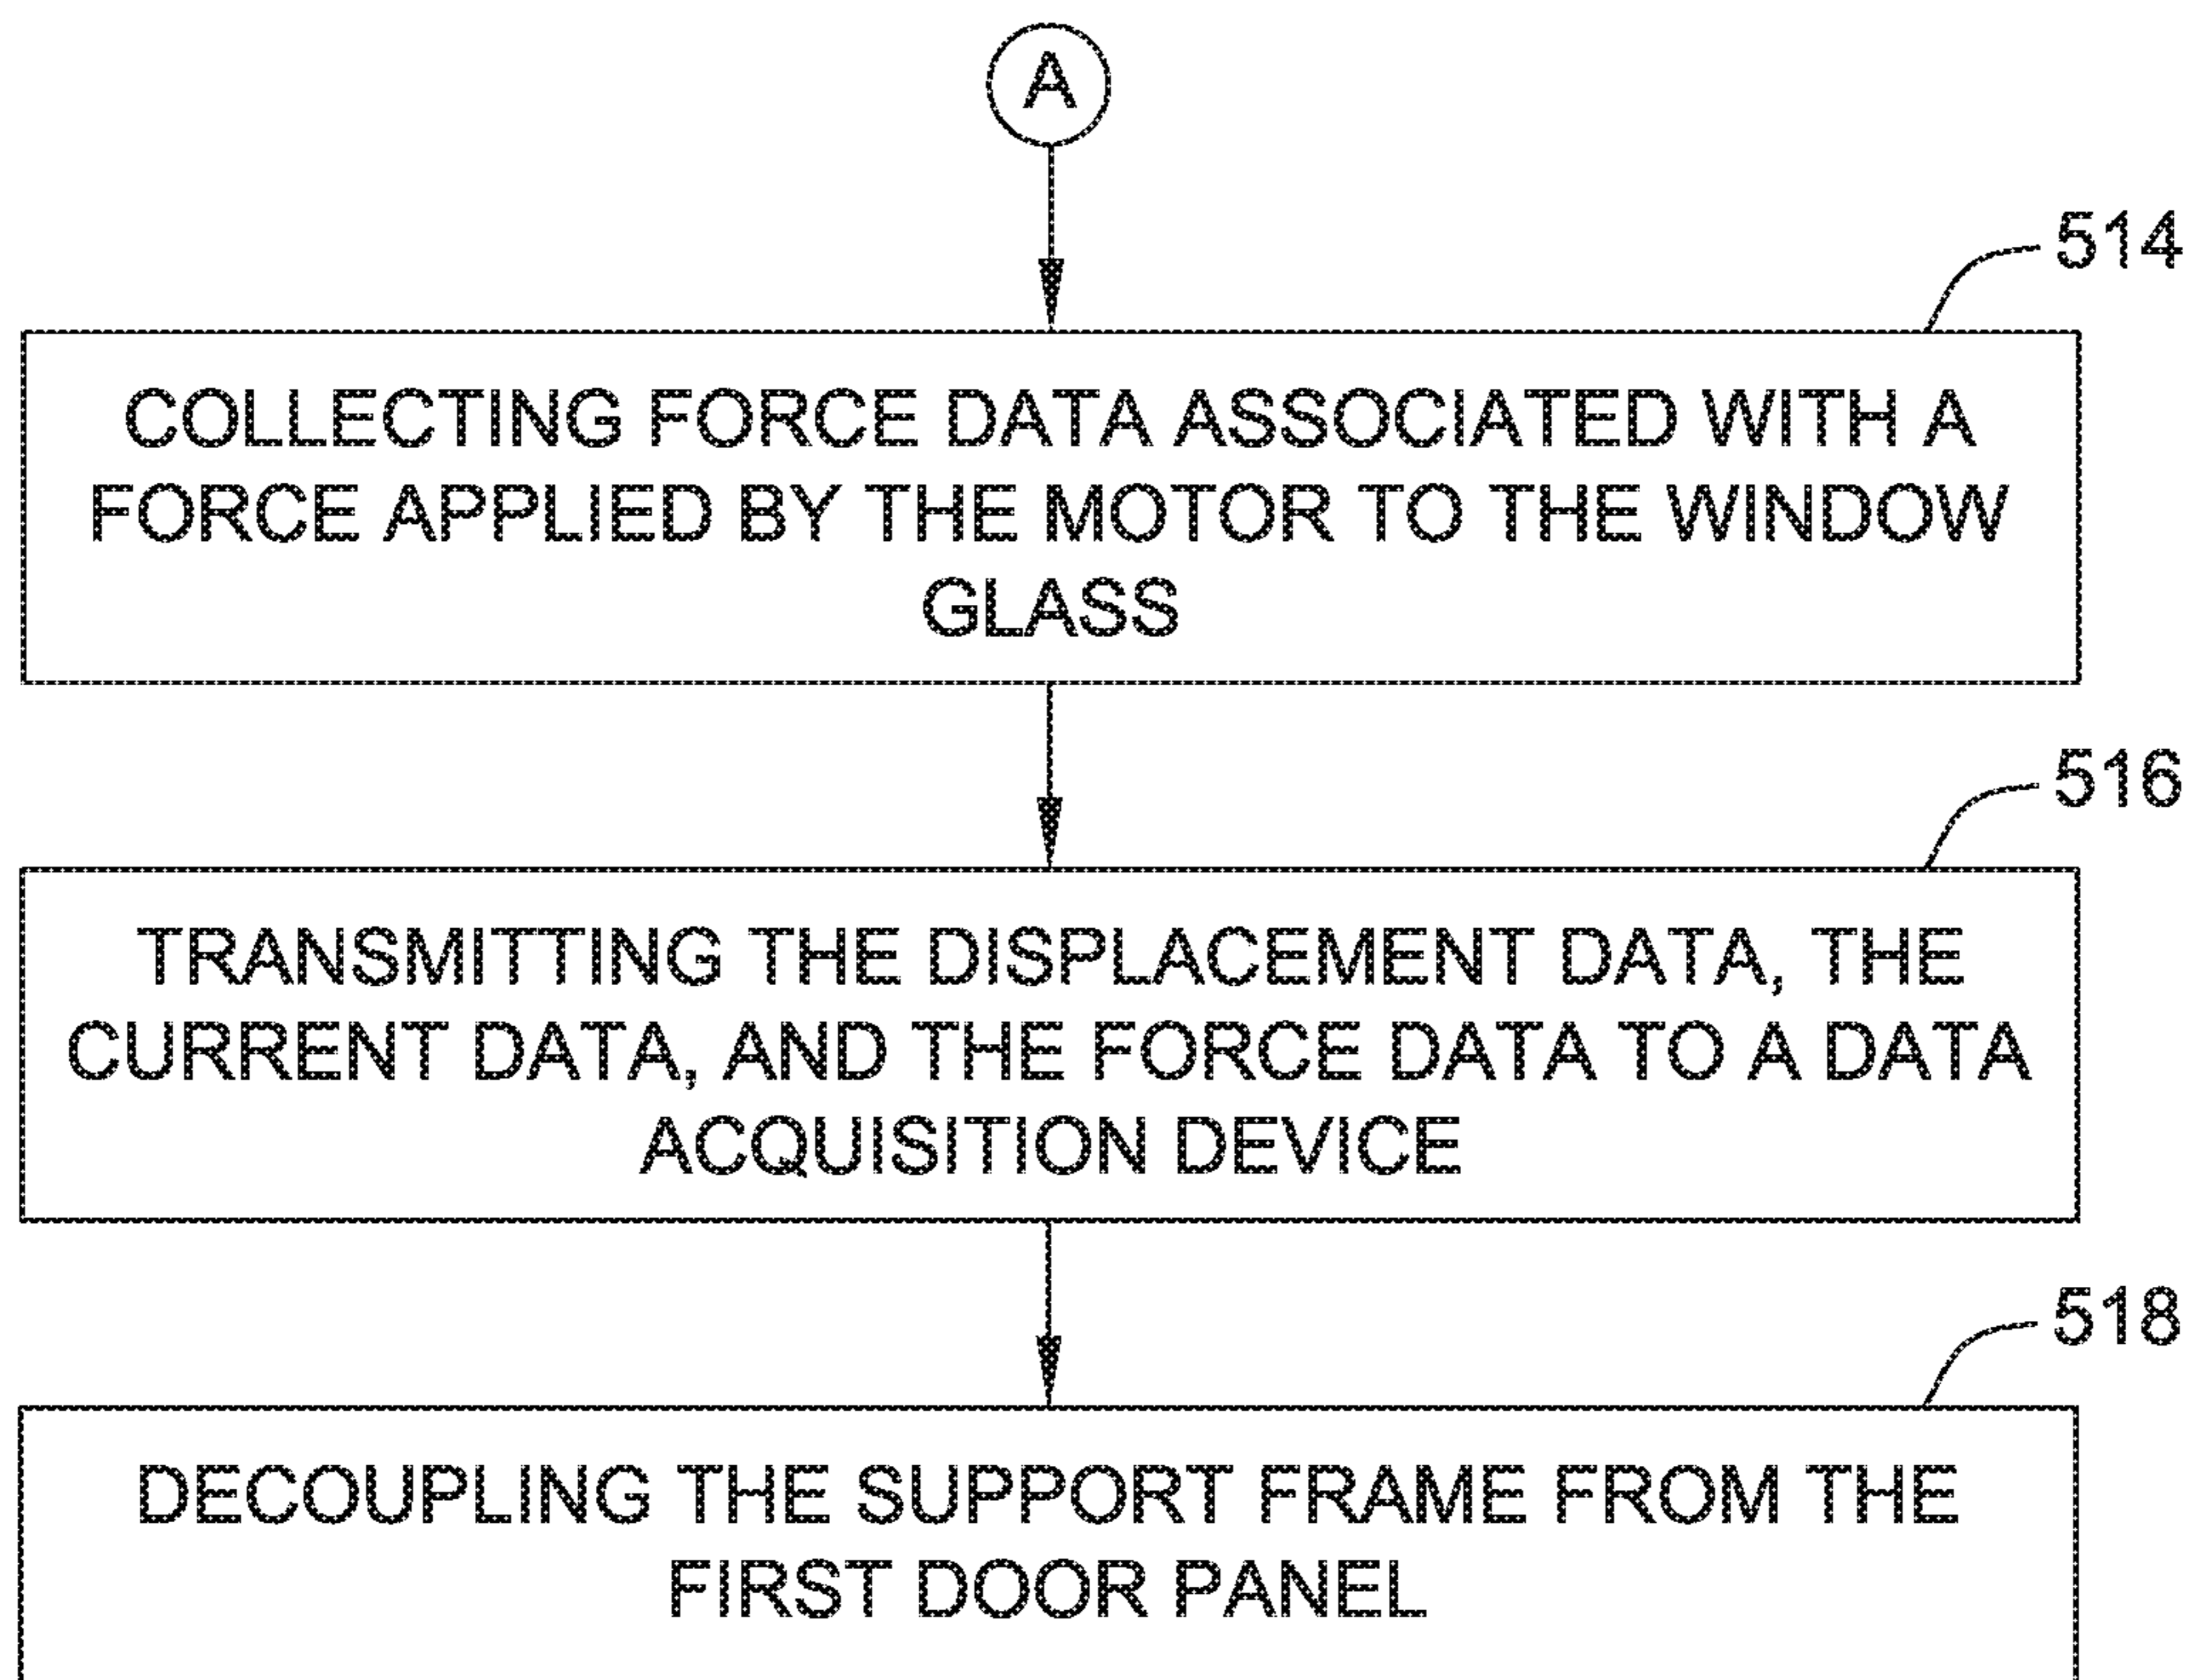 A
514
COLLECTING FORCE DATA ASSOCIATED WITH A
FORCE APPLIED BY THE MOTOR TO THE WINDOW
GLASS
516
TRANSMITTING THE DISPLACEMENT DATA, THE
CURRENT DATA, AND THE FORCE DATA TO A DATA
ACQUISITION DEVICE
518
DECOUPLING THE SUPPORT FRAME FROM THE
FIRST DOOR PANEL